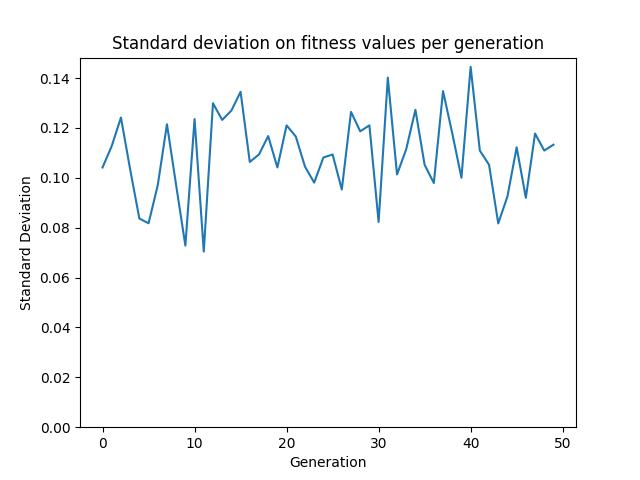 Standard deviation on fitness values per generation
0.14
0.12
0.10
0.08
0.06
0.04
0.02
0.00
Standard Deviation
0 10 20 30 40 50
Generation